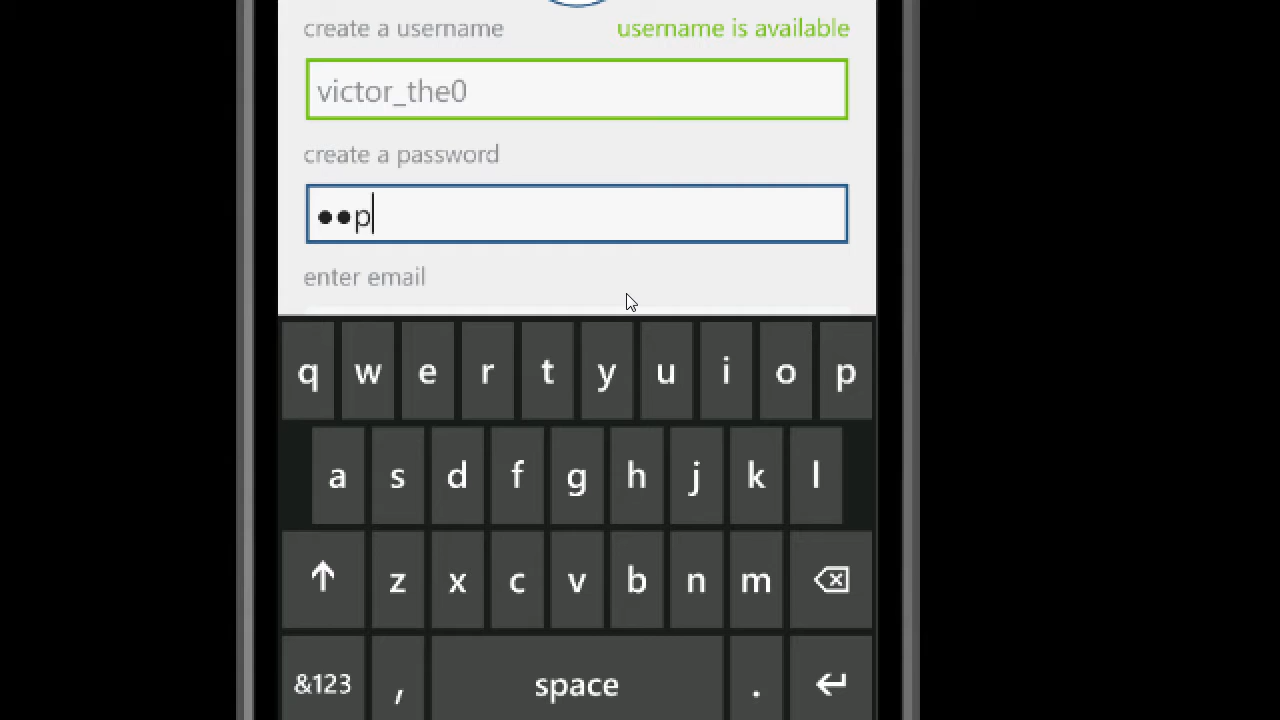 create a username username is available
victor_the0
create a password
●●p
enter email
q w e r t y u i o p
a s d f g h j k l
z x c v b n m
&123 , space .